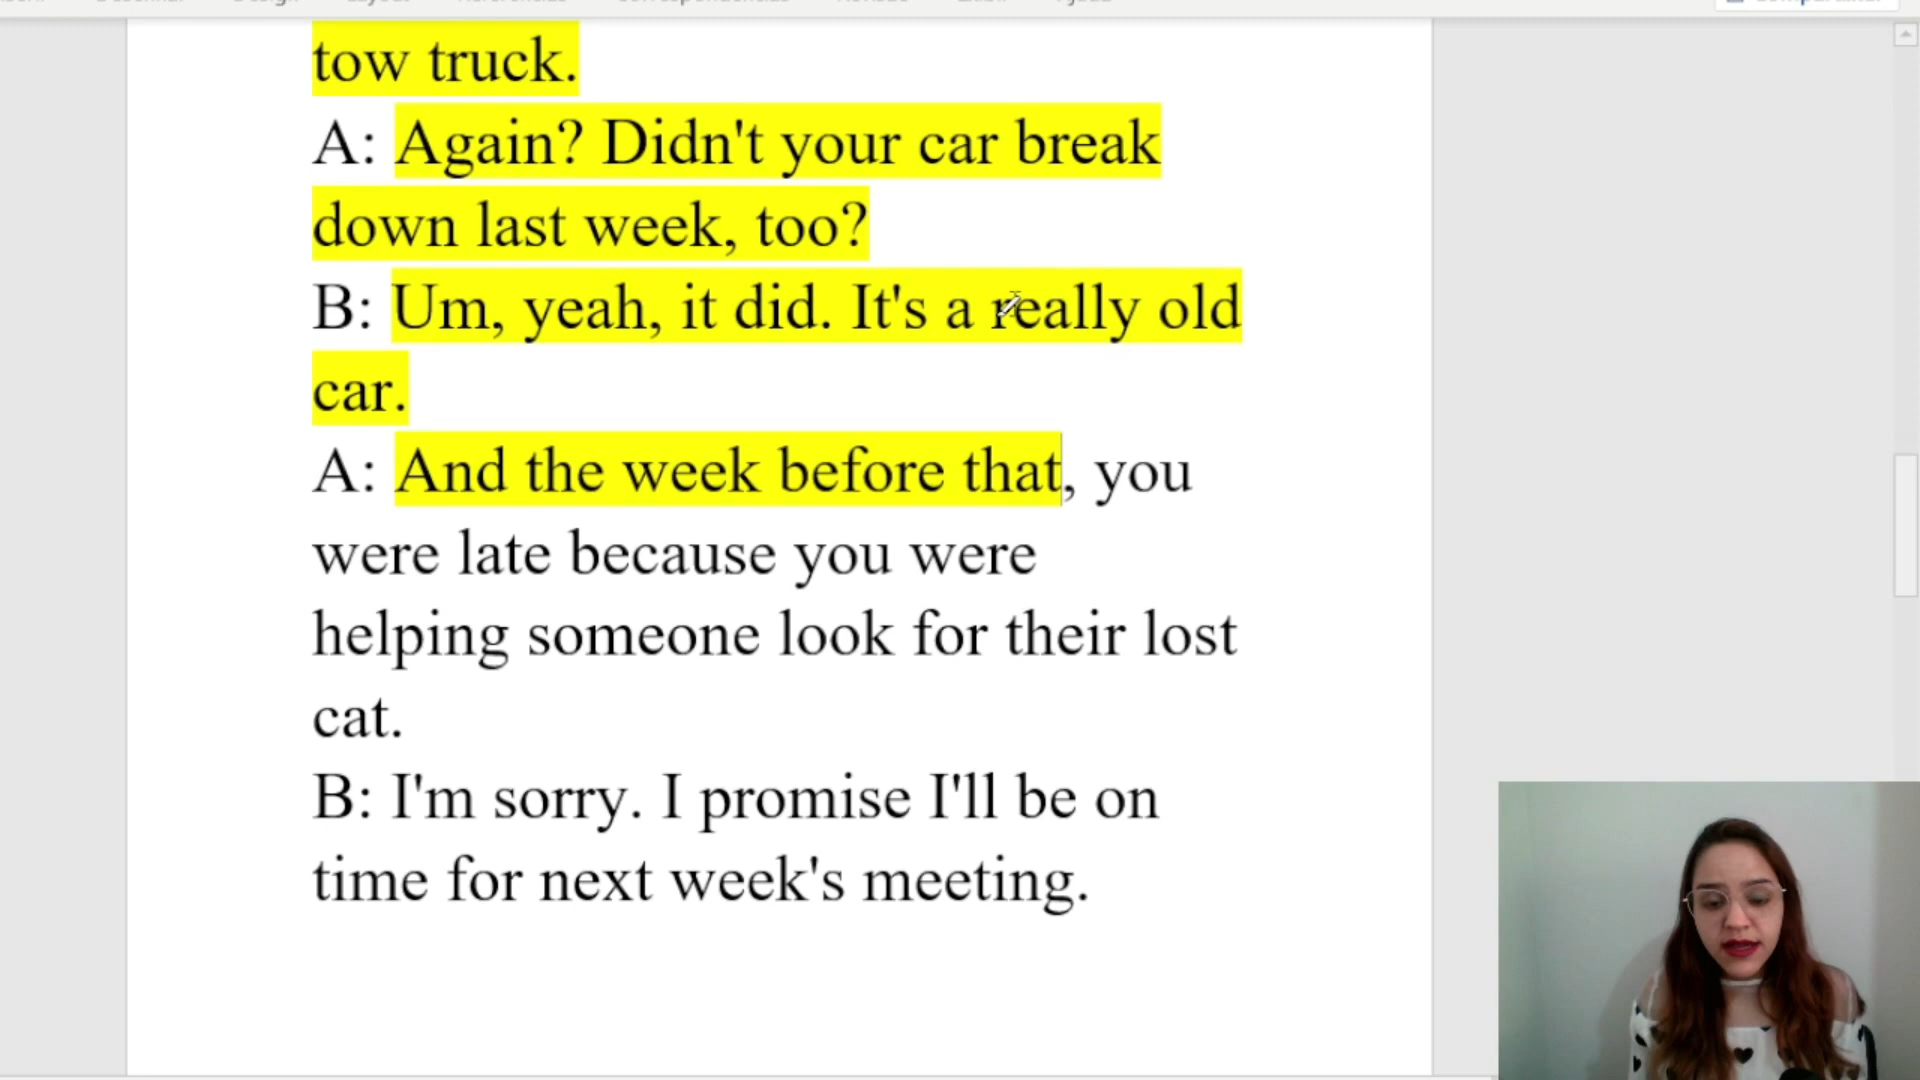 tow truck.
A: Again? Didn't your car break
down last week, too?
B: Um, yeah, it did. It's a really old
car.
A: And the week before that, you
were late because you were
helping someone look for their lost
cat.
B: I'm sorry. I promise I'll be on
time for next week's meeting.